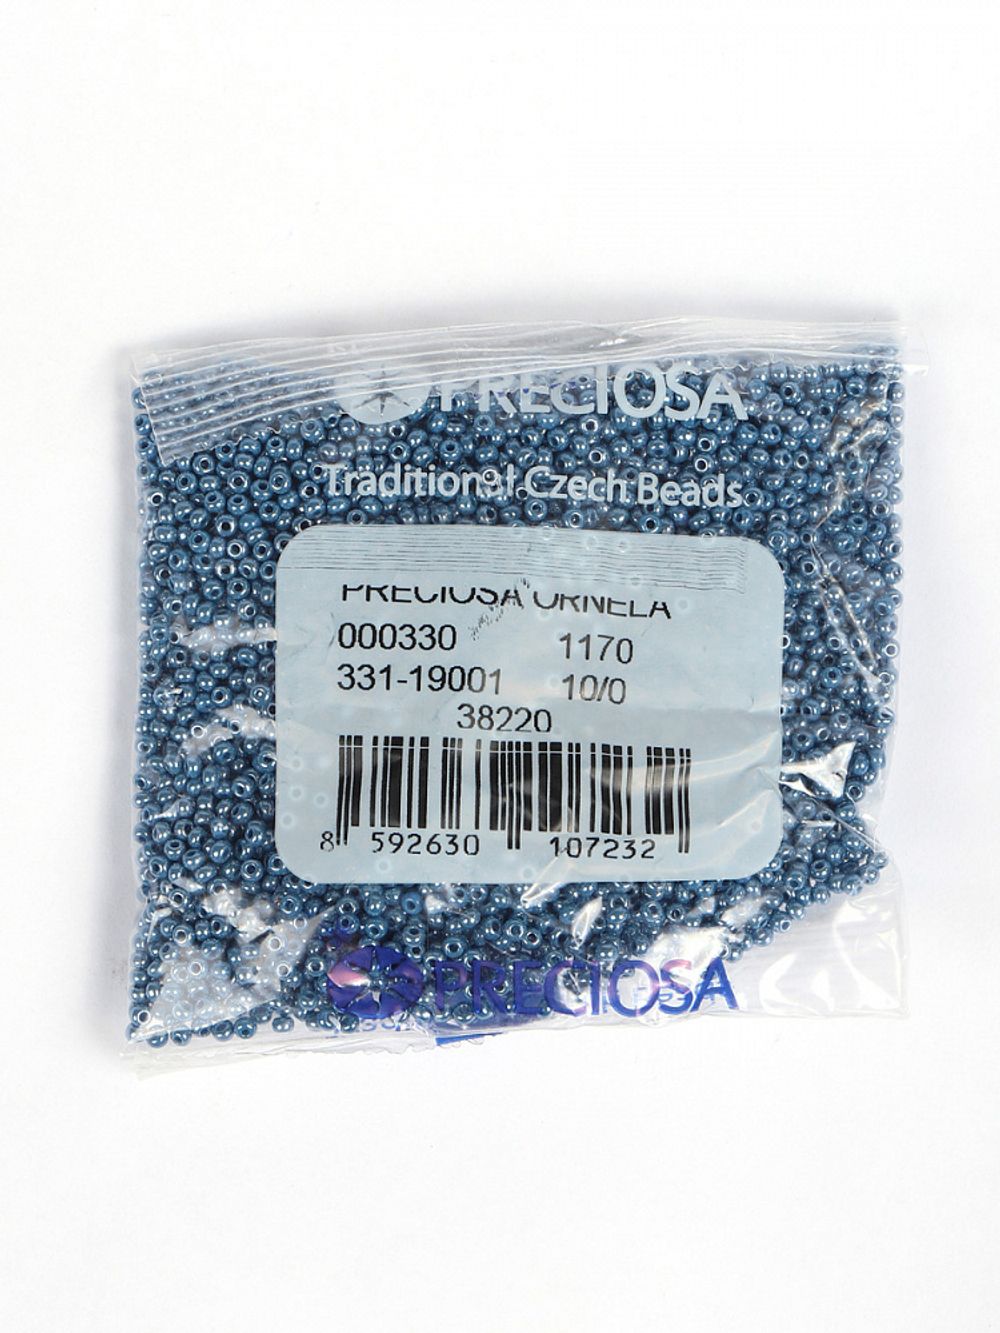 PRECIOSA
Traditional Czech Beads
PRECIOSA ORNELA
000330 1170
331-19001 10/0
38220
8 592630 107232
PRECIOSA